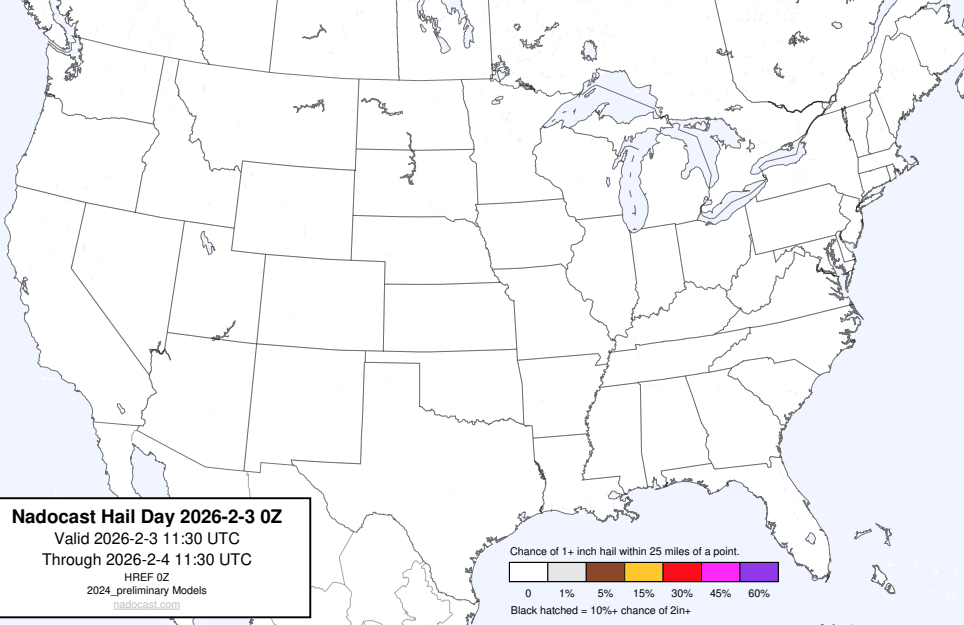 Nadocast Hail Day 2026-2-3 0Z
Valid 2026-2-3 11:30 UTC
Through 2026-2-4 11:30 UTC
HREF 0Z
2024_preliminary Models
nadocast.com
Chance of 1+ inch hail within 25 miles of a point.
0 1% 5% 15% 30% 45% 60%
Black hatched = 10%+ chance of 2in+